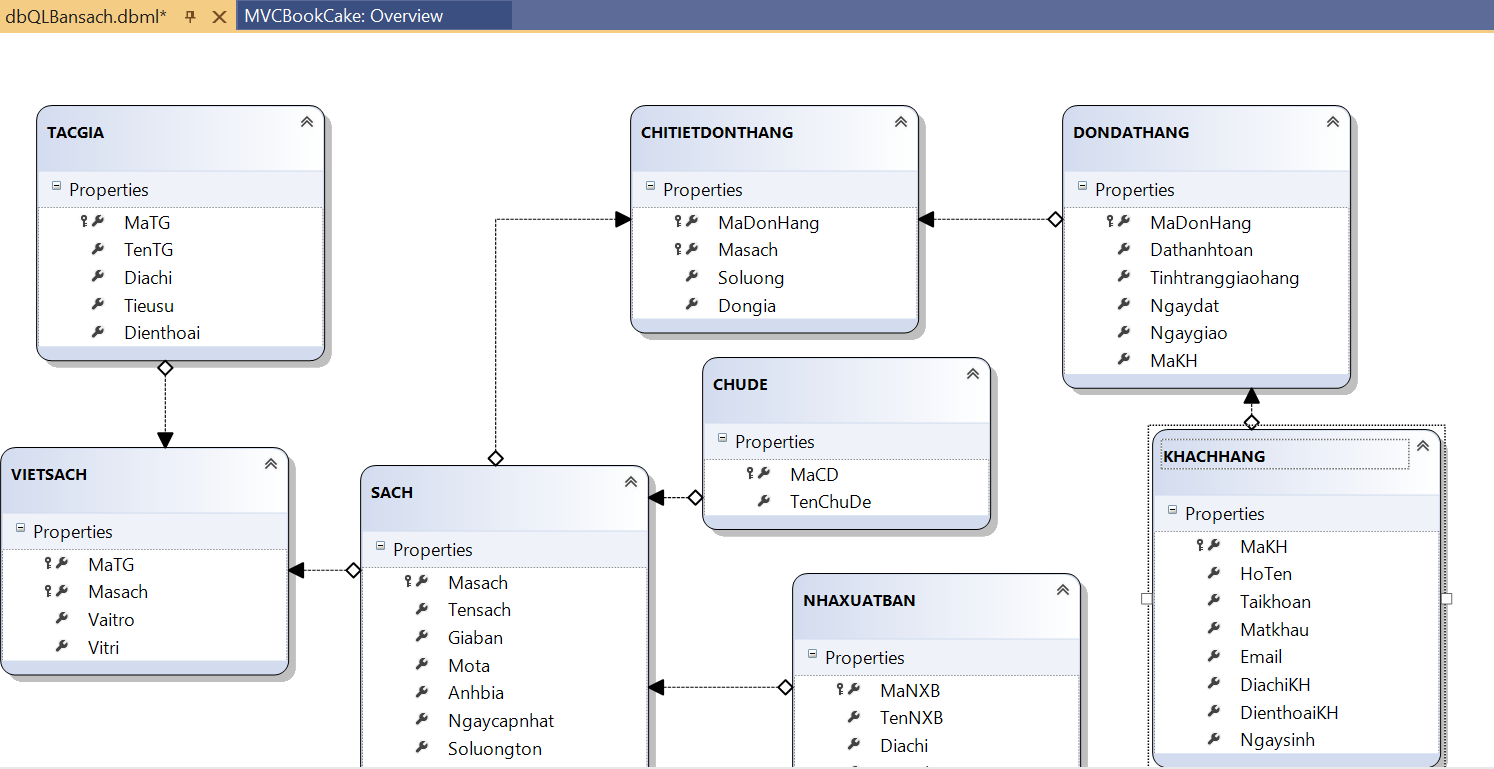 dbQLBansach.dbml*
MVCBookCake: Overview
TACGIA
Properties
MaTG
TenTG
Diachi
Tieusu
Dienthoai
CHITIETDONTHANG
Properties
MaDonHang
Masach
Soluong
Dongia
DONDATHANG
Properties
MaDonHang
Dathanhtoan
Tinhtranggiaohang
Ngaydat
Ngaygiao
MaKH
VIETSACH
Properties
MaTG
Masach
Vaitro
Vitri
SACH
Properties
Masach
Tensach
Giaban
Mota
Anhbia
Ngaycapnhat
Soluongton
CHUDE
Properties
MaCD
TenChuDe
NHAXUATBAN
Properties
MaNXB
TenNXB
Diachi
KHACHHANG
Properties
MaKH
HoTen
Taikhoan
Matkhau
Email
DiachiKH
DienthoaiKH
Ngaysinh